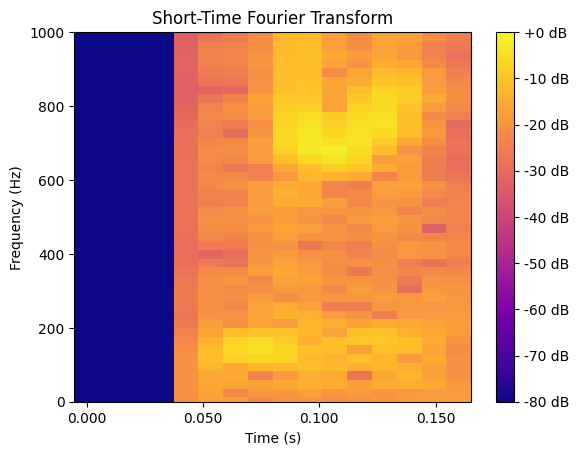 Short-Time Fourier Transform
1000
800
600
400
200
0
Frequency (Hz)
0.000
0.050
0.100
0.150
Time (s)
+0 dB
-10 dB
-20 dB
-30 dB
-40 dB
-50 dB
-60 dB
-70 dB
-80 dB